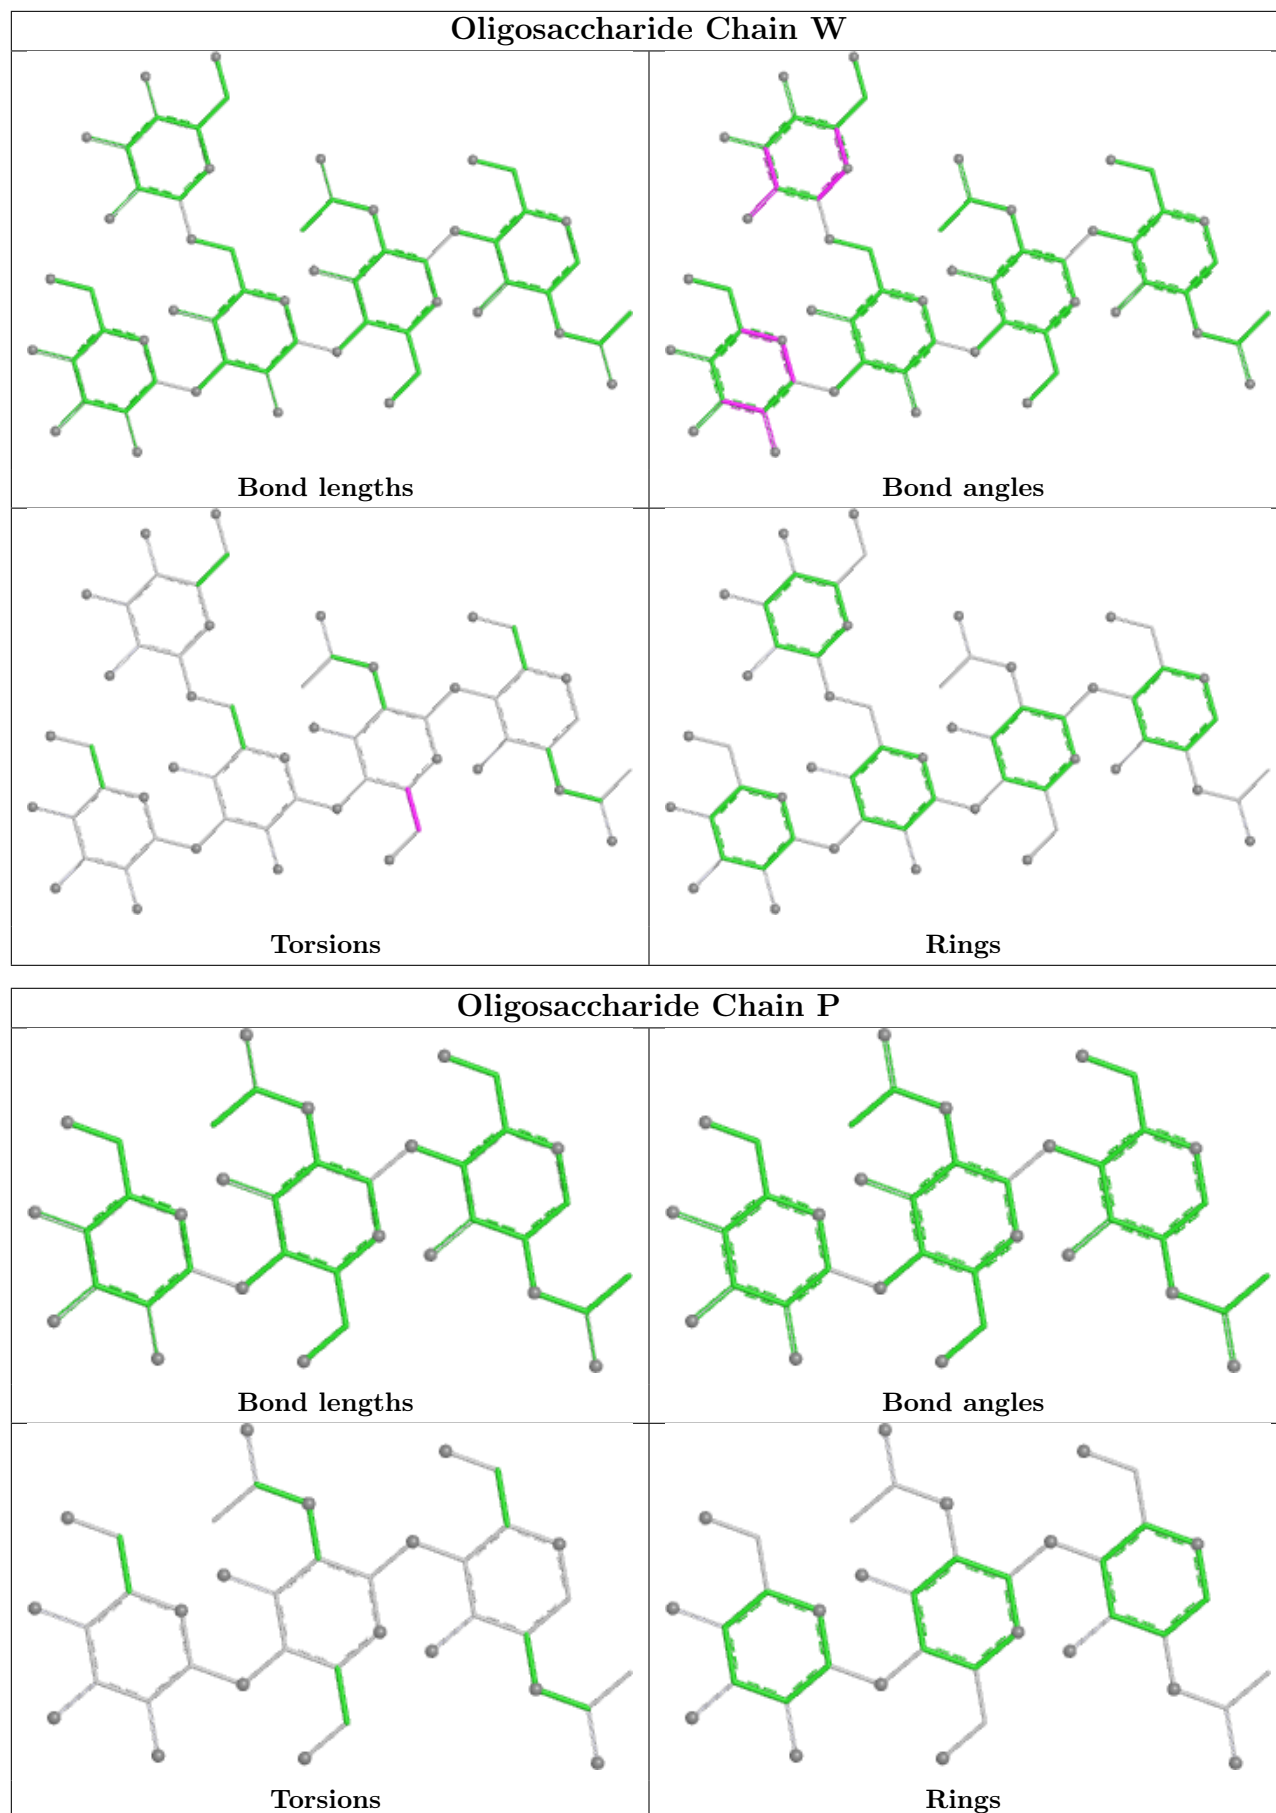 Oligosaccharide Chain W
Bond lengths
Bond angles
Torsions
Rings
Oligosaccharide Chain P
Bond lengths
Bond angles
Torsions
Rings